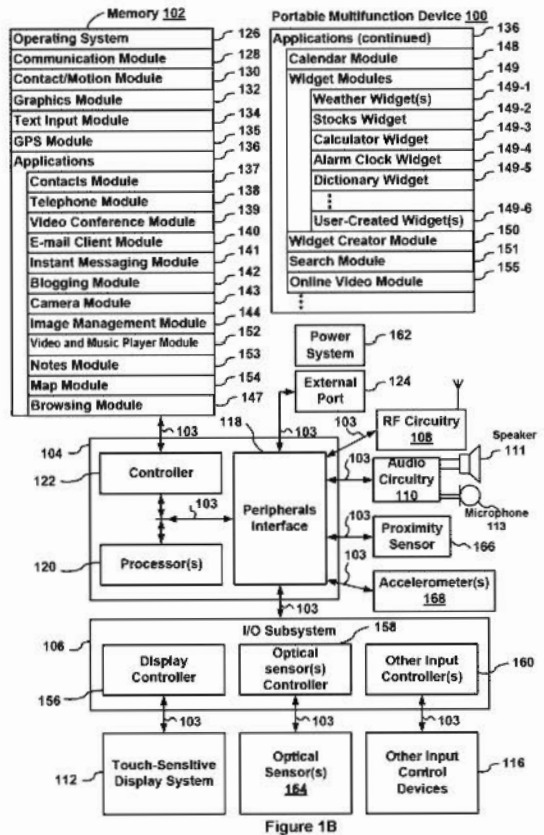 Memory 102
Operating System 126
Communication Module 128
Contact/Motion Module 130
Graphics Module 132
Text Input Module 134
GPS Module 135
Applications 136
Contacts Module 137
Telephone Module 138
Video Conference Module 139
E-mail Client Module 140
Instant Messaging Module 141
Blogging Module 142
Camera Module 143
Image Management Module 144
Video and Music Player Module 152
Notes Module 153
Map Module 154
Browsing Module 147
Portable Multifunction Device 100
Applications (continued) 136
Calendar Module 148
Widget Modules 149
Weather Widget(s) 149-1
Stocks Widget 149-2
Calculator Widget 149-3
Alarm Clock Widget 149-4
Dictionary Widget 149-5
User-Created Widget(s) 149-6
Widget Creator Module 150
Search Module 151
Online Video Module 155
Power
System
162
External
Port
124
103
118
103
103
RF Circuitry
108
Speaker
111
104
Controller
122
103
Peripherals
Interface
103
Audio
Circuitry
110
Microphone
113
Processor(s)
120
103
Proximity
Sensor
166
103
Accelerometer(s)
168
103
I/O Subsystem
106
158
Display
Controller
156
Optical
sensor(s)
Controller
Other Input
Controller(s)
160
103
103
103
Touch-Sensitive
Display System
112
Optical
Sensor(s)
164
Other Input
Control
Devices
116
Figure 1B